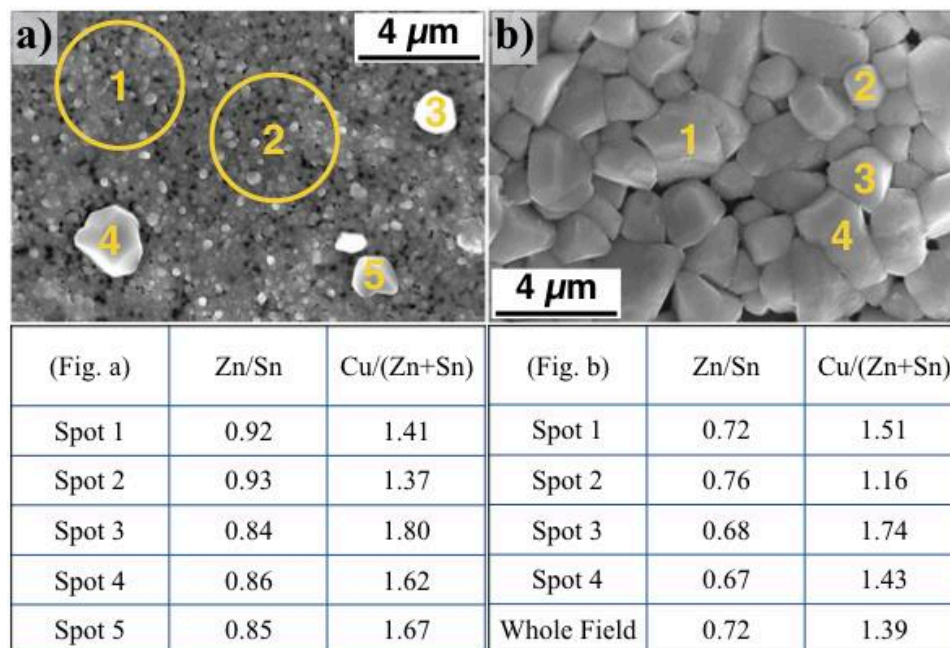 a)
4 µm
1
2
3
4
5
b)
1
2
3
4
4 µm
(Fig. a) Zn/Sn Cu/(Zn+Sn)
Spot 1 0.92 1.41
Spot 2 0.93 1.37
Spot 3 0.84 1.80
Spot 4 0.86 1.62
Spot 5 0.85 1.67
(Fig. b) Zn/Sn Cu/(Zn+Sn)
Spot 1 0.72 1.51
Spot 2 0.76 1.16
Spot 3 0.68 1.74
Spot 4 0.67 1.43
Whole Field 0.72 1.39